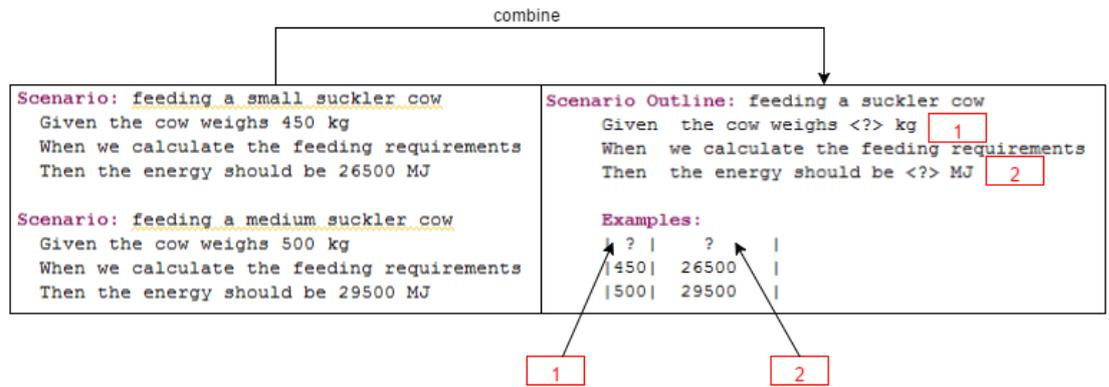 combine
Scenario: feeding a small suckler cow
Given the cow weighs 450 kg
When we calculate the feeding requirements
Then the energy should be 26500 MJ
Scenario: feeding a medium suckler cow
Given the cow weighs 500 kg
When we calculate the feeding requirements
Then the energy should be 29500 MJ
Scenario Outline: feeding a suckler cow
Given the cow weighs <?> kg 1
When we calculate the feeding requirements
Then the energy should be <?> MJ 2
Examples:
| ? | ? |
|450| 26500 |
|500| 29500 |
1 2